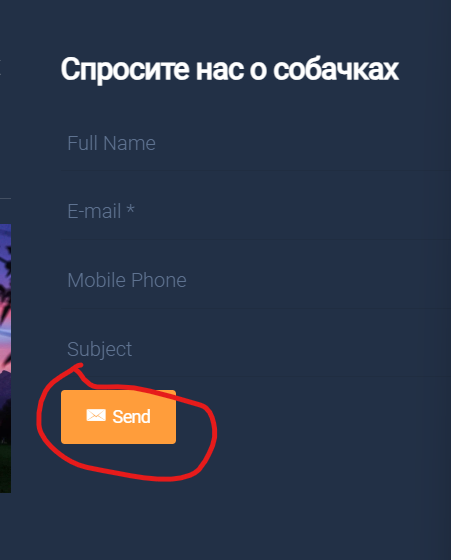 Спросите нас о собачках
Full Name
E-mail *
Mobile Phone
Subject
Send